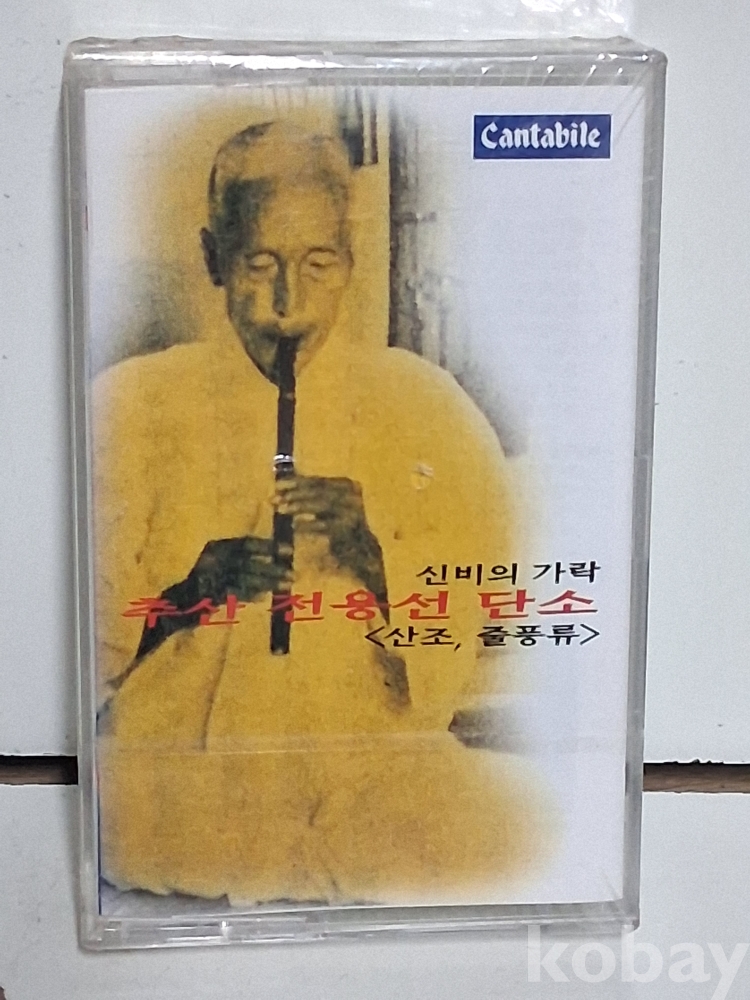 Cantabile
신비의 가락
추산 전용선 단소
<산조, 줄풍류>
kobay